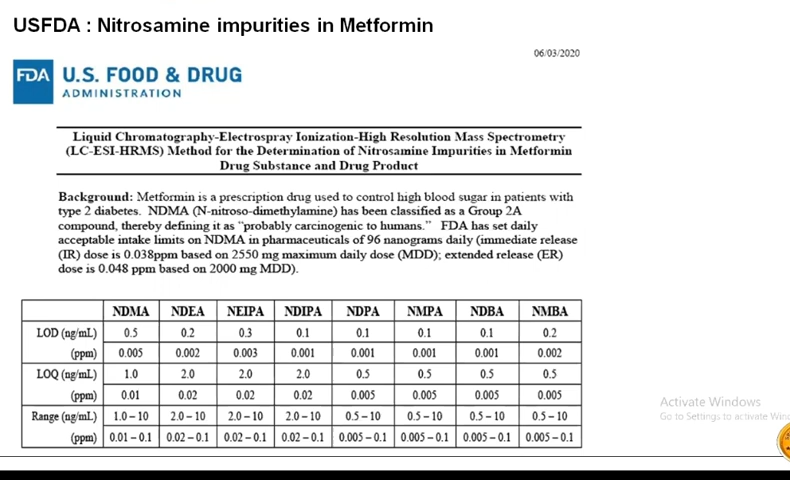 USFDA : Nitrosamine impurities in Metformin
06/03/2020
FDA U.S. FOOD & DRUG
ADMINISTRATION
Liquid Chromatography-Electrospray Ionization-High Resolution Mass Spectrometry
(LC-ESI-HRMS) Method for the Determination of Nitrosamine Impurities in Metformin
Drug Substance and Drug Product
Background: Metformin is a prescription drug used to control high blood sugar in patients with
type 2 diabetes. NDMA (N-nitroso-dimethylamine) has been classified as a Group 2A
compound, thereby defining it as "probably carcinogenic to humans." FDA has set daily
acceptable intake limits on NDMA in pharmaceuticals of 96 nanograms daily (immediate release
(IR) dose is 0.038ppm based on 2550 mg maximum daily dose (MDD); extended release (ER)
dose is 0.048 ppm based on 2000 mg MDD).
NDMA NDEA NEIPA NDIPA NDPA NMPA NDBA NMBA
LOD (ng/mL) 0.5 0.2 0.3 0.1 0.1 0.1 0.1 0.2
(ppm) 0.005 0.002 0.003 0.001 0.001 0.001 0.001 0.002
LOQ (ng/mL) 1.0 2.0 2.0 2.0 0.5 0.5 0.5 0.5
(ppm) 0.01 0.02 0.02 0.02 0.005 0.005 0.005 0.005
Range (ng/mL) 1.0 – 10 2.0 – 10 2.0 – 10 2.0 – 10 0.5 – 10 0.5 – 10 0.5 – 10 0.5 – 10
(ppm) 0.01 – 0.1 0.02 – 0.1 0.02 – 0.1 0.02 – 0.1 0.005 – 0.1 0.005 – 0.1 0.005 – 0.1 0.005 – 0.1
Activate Windows
Go to Settings to activate Wind